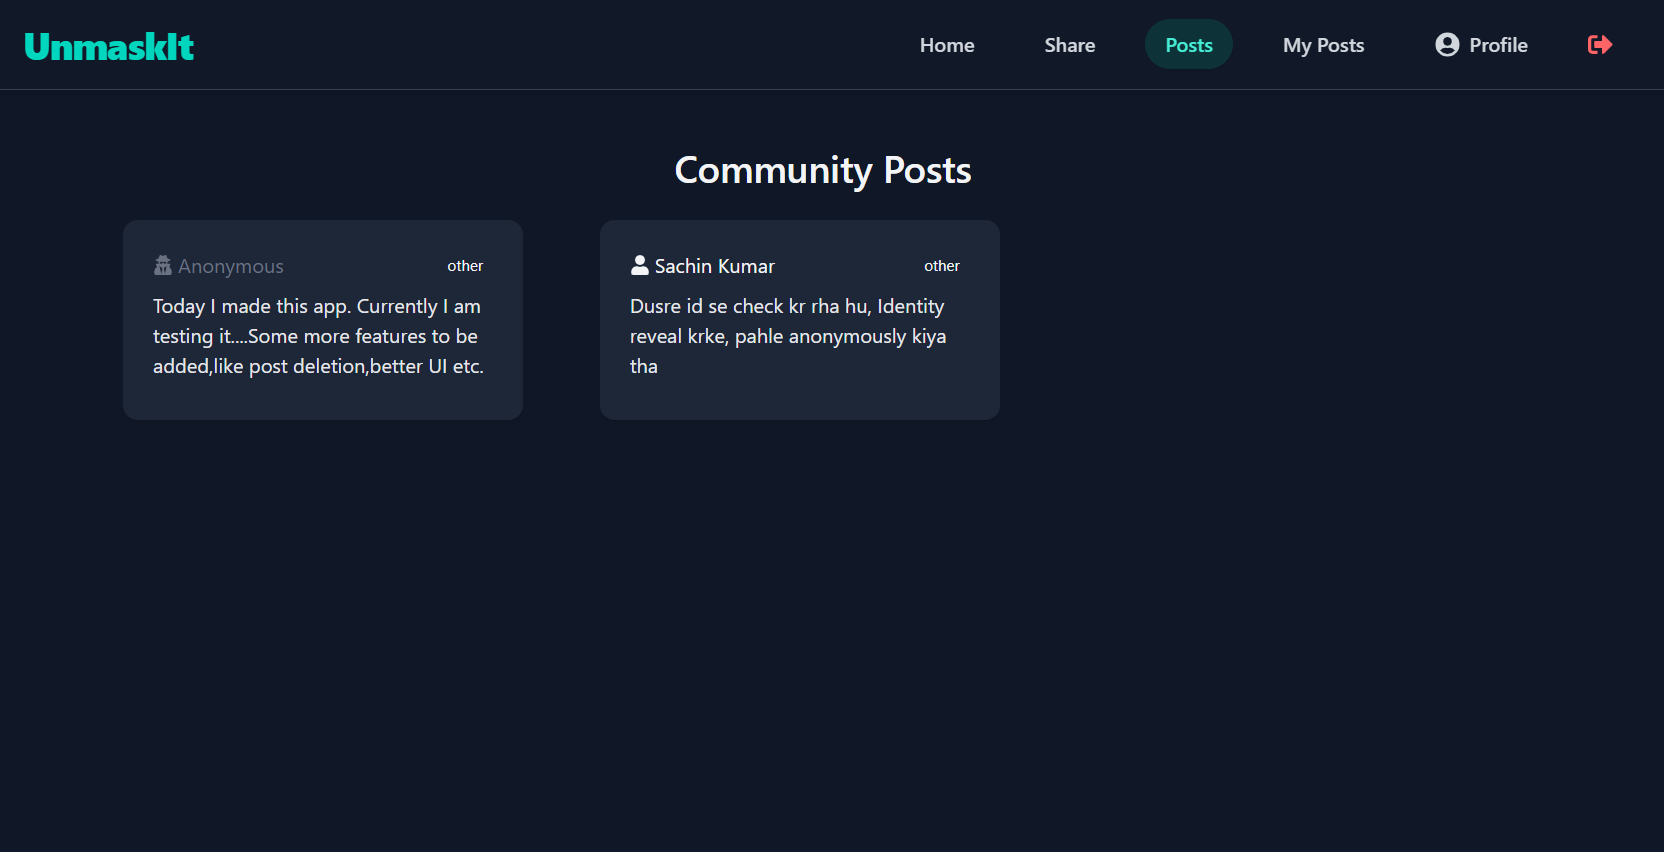 UnmaskIt
Home
Share
Posts
My Posts
Profile
Community Posts
Anonymous
other
Today I made this app. Currently I am
testing it....Some more features to be
added,like post deletion,better UI etc.
Sachin Kumar
other
Dusre id se check kr rha hu, Identity
reveal krke, pahle anonymously kiya
tha